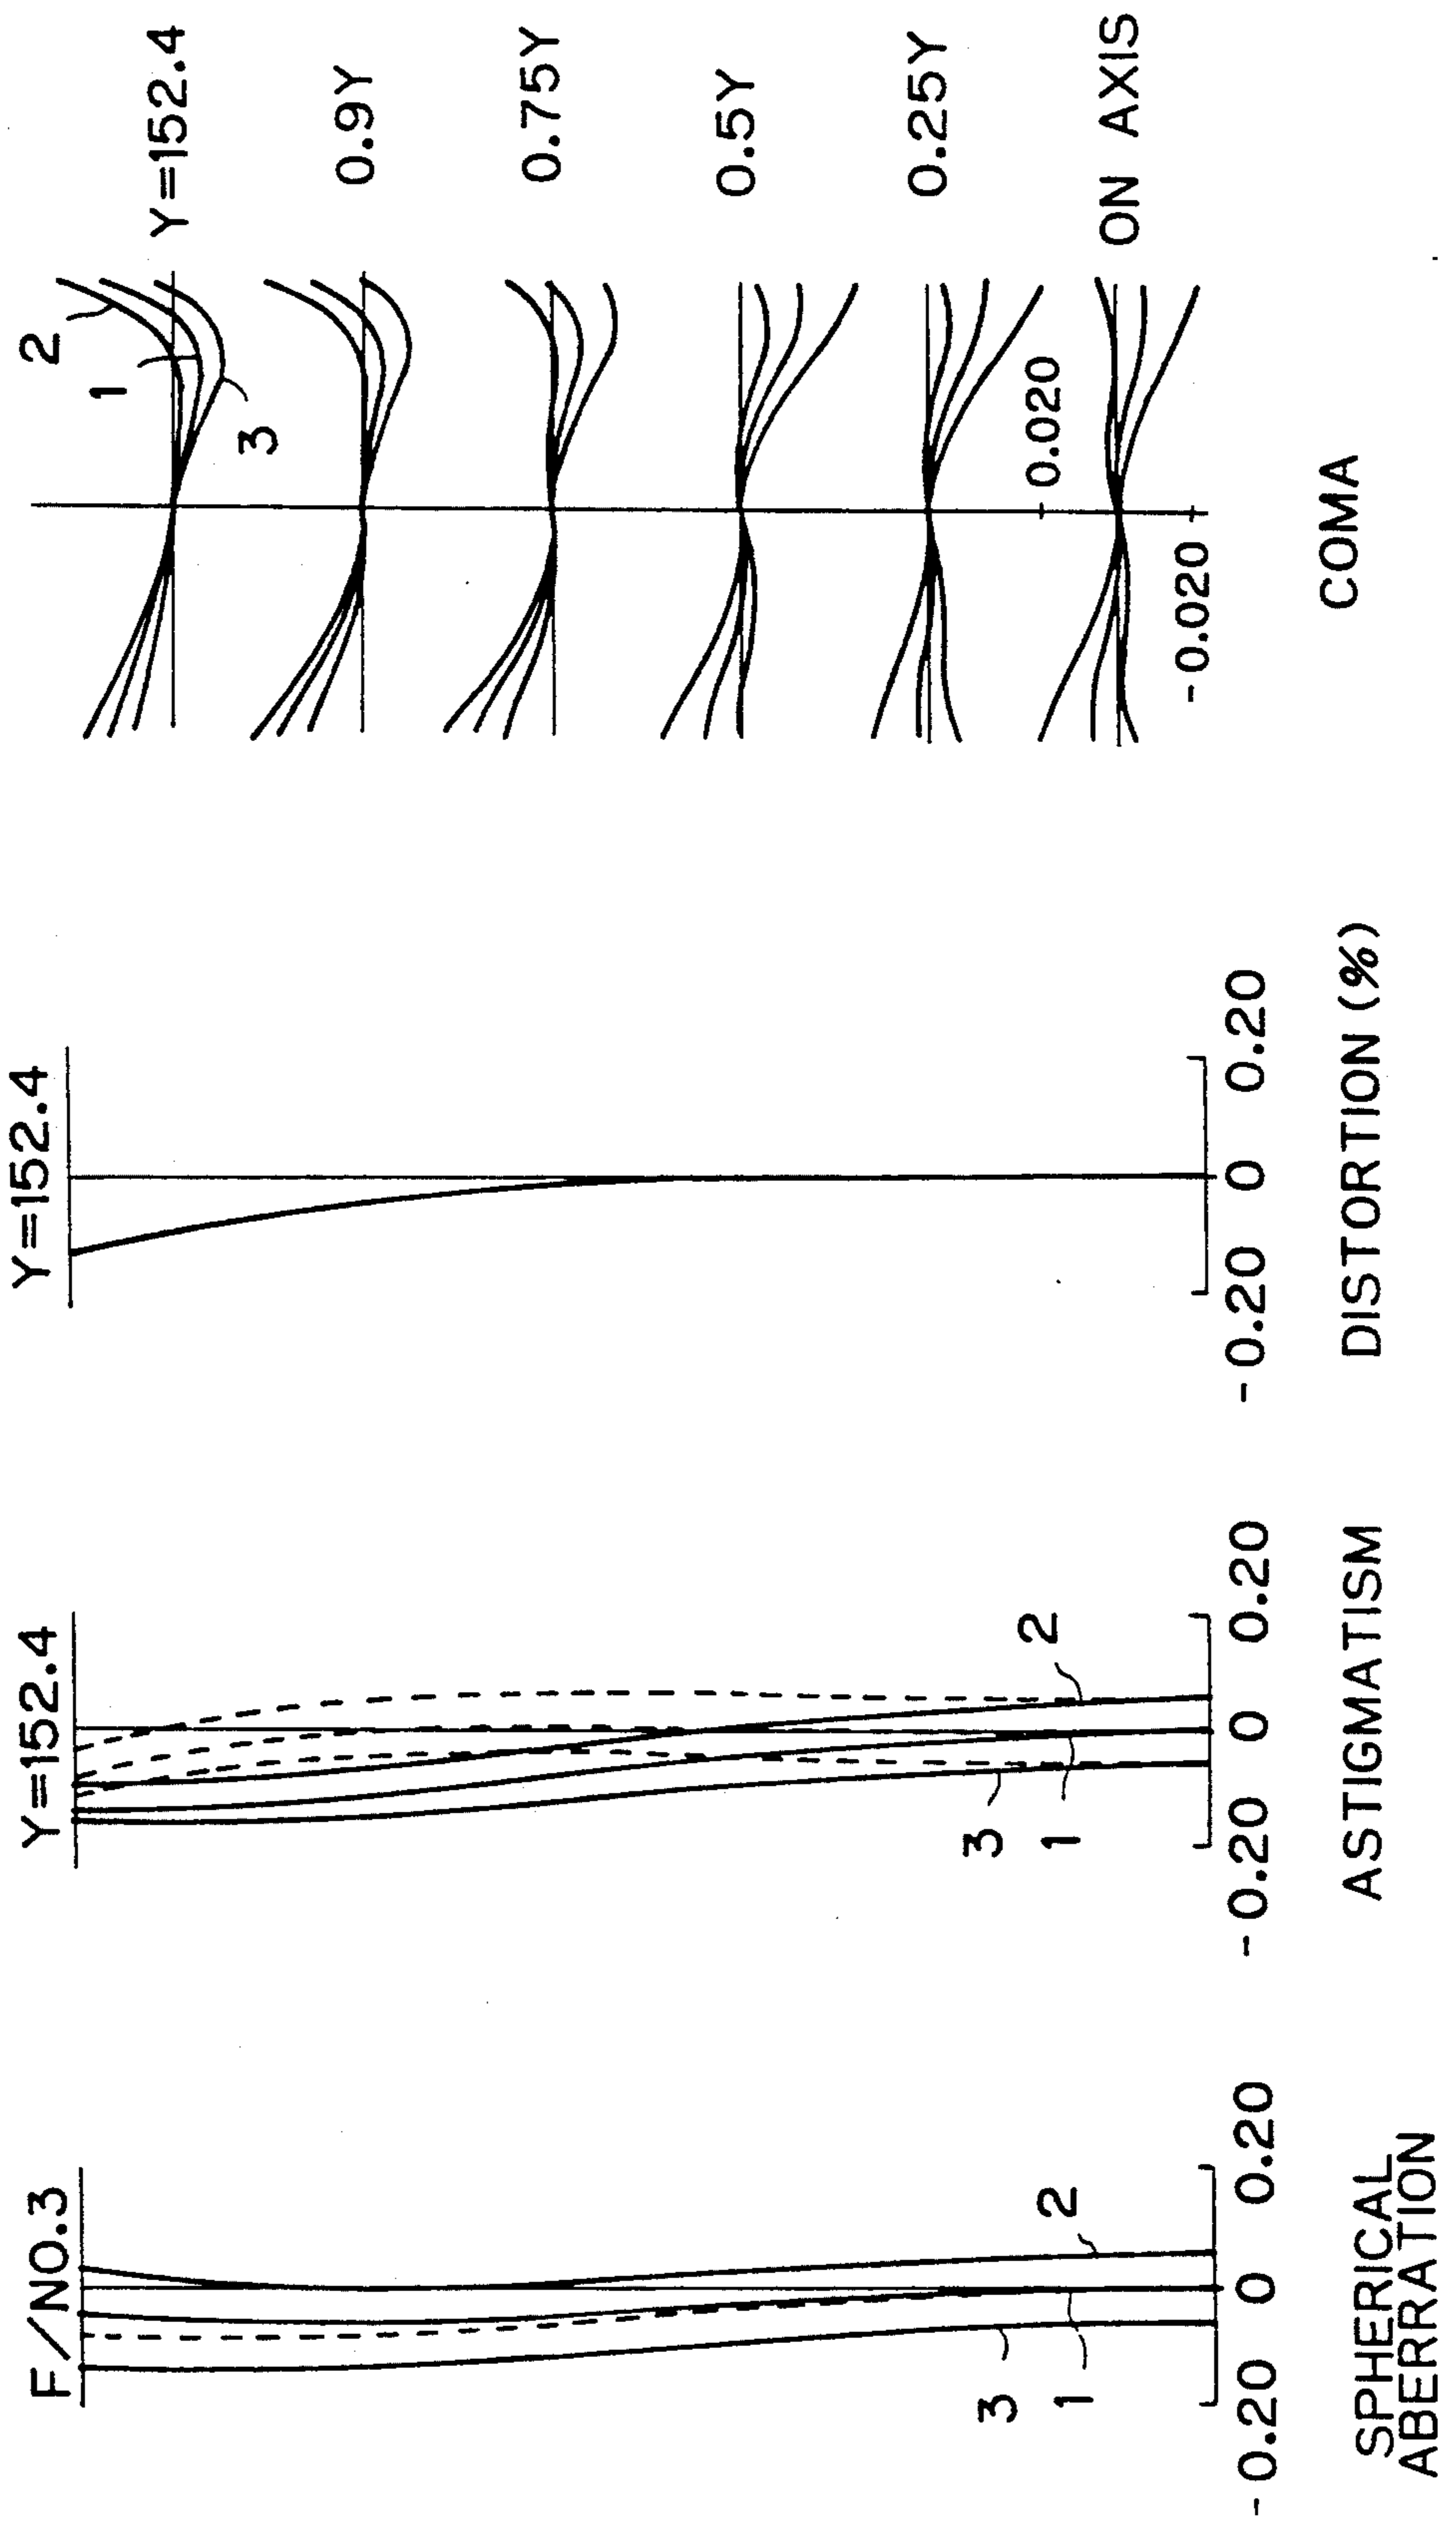 F/NO.3
2
3
1
-0.20 0 0.20
SPHERICAL
ABERRATION
Y=152.4
2
3
1
-0.20 0 0.20
ASTIGMATISM
Y=152.4
-0.20 0 0.20
DISTORTION (%)
2
1
3
Y=152.4
0.9Y
0.75Y
0.5Y
0.25Y
0.020
ON AXIS
-0.020
COMA